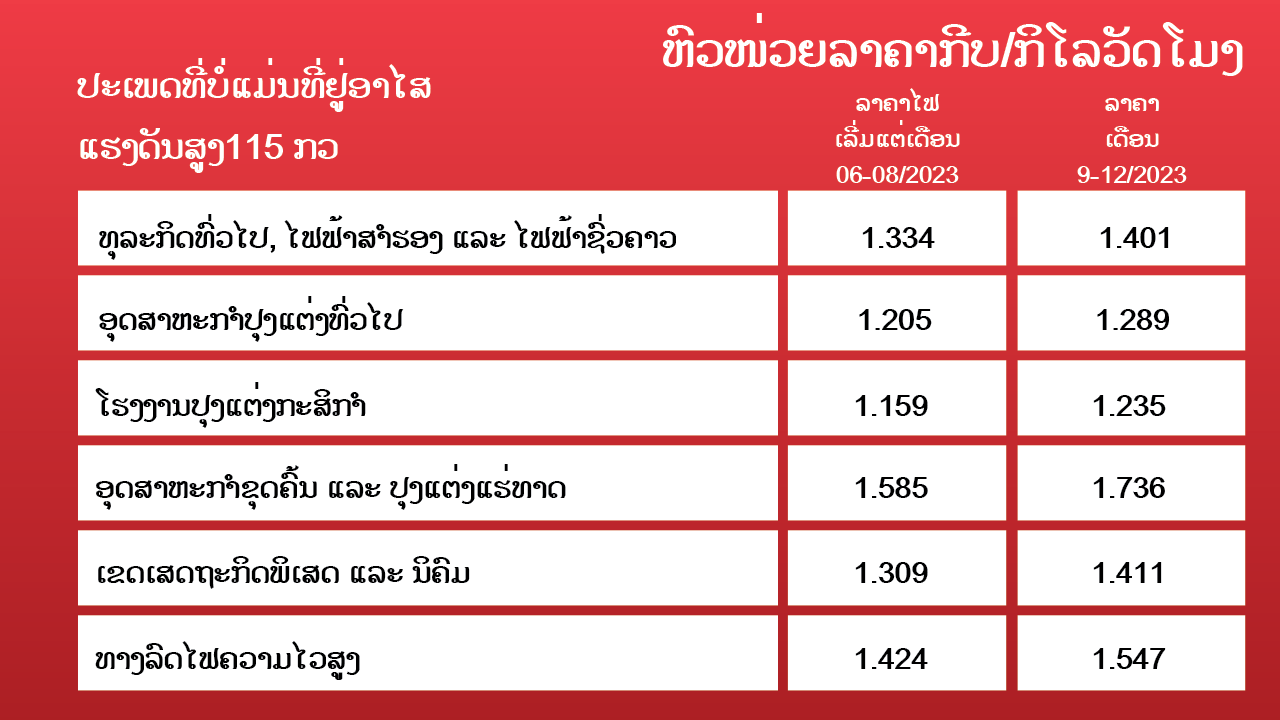 ຫົວໜ່ວຍລາຄາກີບ/ກິໂລວັດໂມງ
ປະເພດທີ່ບໍ່ແມ່ນທີ່ຢູ່ອາໄສ
ແຮງດັນສູງ115 ກວ
ລາຄາໄຟ
ເລີ່ມແຕ່ເດືອນ
06-08/2023
ລາຄາ
ເດືອນ
9-12/2023
ທຸລະກິດທົ່ວໄປ, ໄຟຟ້າສຳຮອງ ແລະ ໄຟຟ້າຊົ່ວຄາວ 1.334 1.401
ອຸດສາຫະກຳປຸງແຕ່ງທົ່ວໄປ 1.205 1.289
ໂຮງງານປຸງແຕ່ງກະສິກຳ 1.159 1.235
ອຸດສາຫະກຳຂຸດຄົ້ນ ແລະ ປຸງແຕ່ງແຮ່ທາດ 1.585 1.736
ເຂດເສດຖະກິດພິເສດ ແລະ ນິຄົມ 1.309 1.411
ທາງລົດໄຟຄວາມໄວສູງ 1.424 1.547